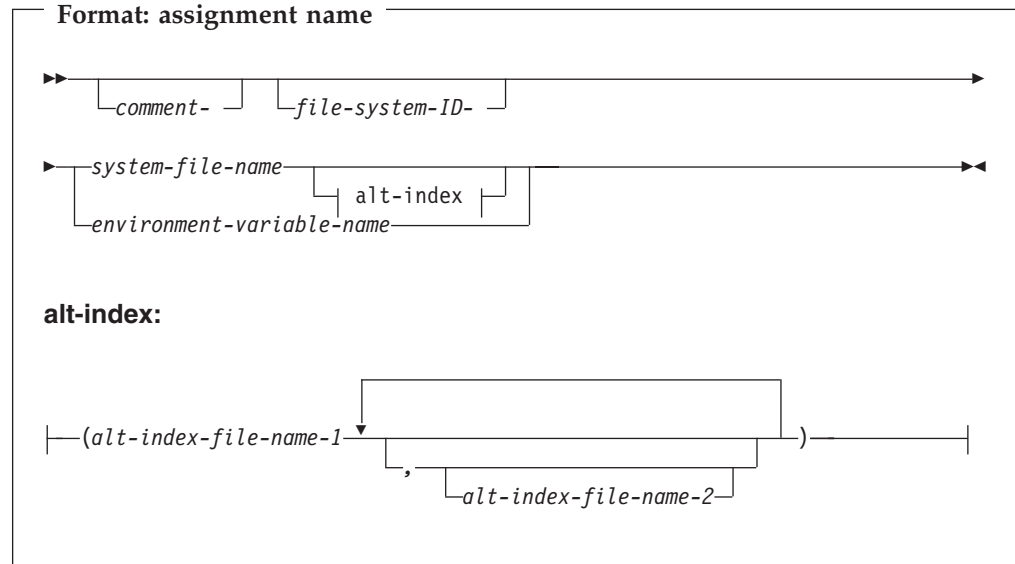 Format: assignment name
comment- file-system-ID-
system-file-name
alt-index
environment-variable-name
alt-index:
(alt-index-file-name-1 )
,
alt-index-file-name-2